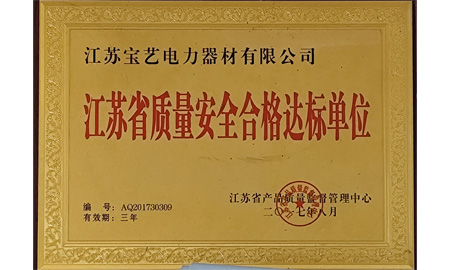 江苏宝艺电力器材有限公司
江苏省质量安全合格达标单位
编 号: AQ201730309
有效期: 三年
江苏省产品质量监督管理中心
二〇一七年八月